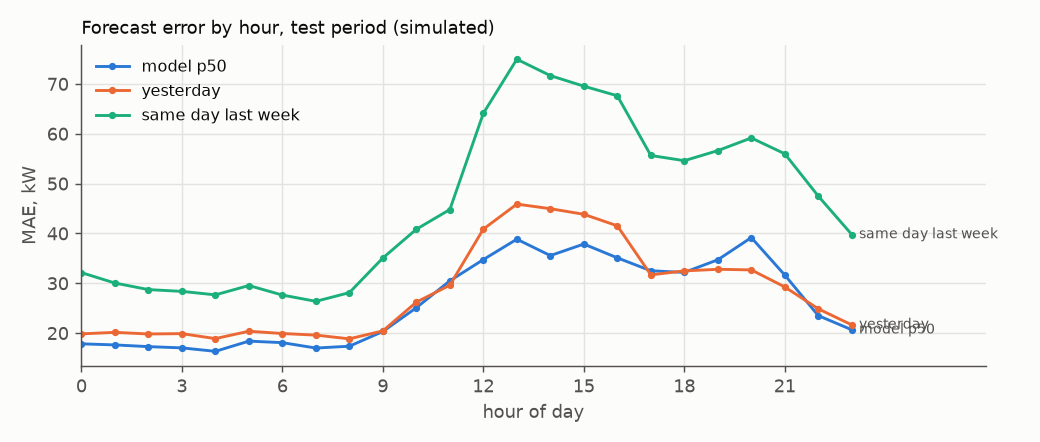 Forecast error by hour, test period (simulated)
model p50
yesterday
same day last week
MAE, kW
70
60
50
40
30
20
same day last week
yesterday
model p50
0 3 6 9 12 15 18 21
hour of day